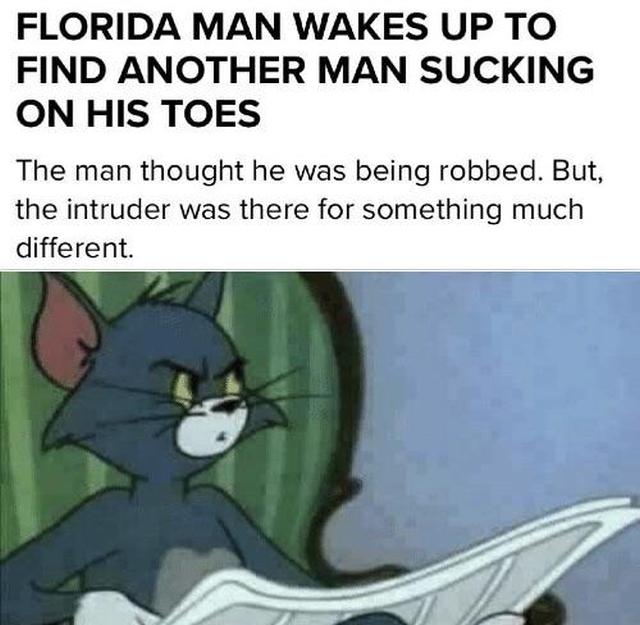 FLORIDA MAN WAKES UP TO
FIND ANOTHER MAN SUCKING
ON HIS TOES
The man thought he was being robbed. But,
the intruder was there for something much
different.